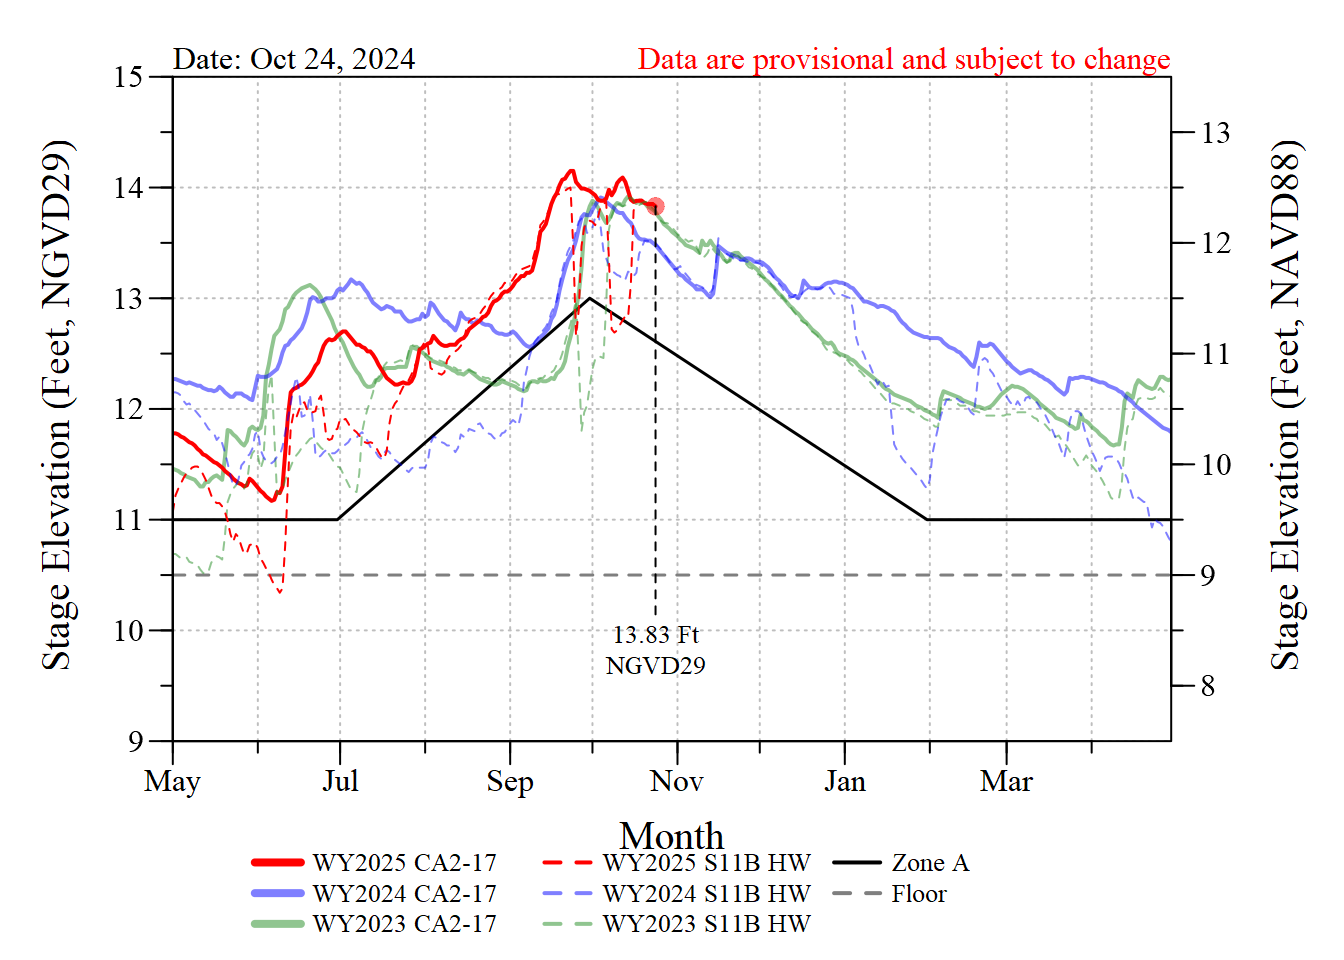 Date: Oct 24, 2024
Data are provisional and subject to change
15
14
13
12
11
10
9
Stage Elevation (Feet, NGVD29)
13
12
11
10
9
8
Stage Elevation (Feet, NAVD88)
13.83 Ft
NGVD29
May Jul Sep Nov Jan Mar
Month
WY2025 CA2-17 WY2025 S11B HW Zone A
WY2024 CA2-17 WY2024 S11B HW Floor
WY2023 CA2-17 WY2023 S11B HW